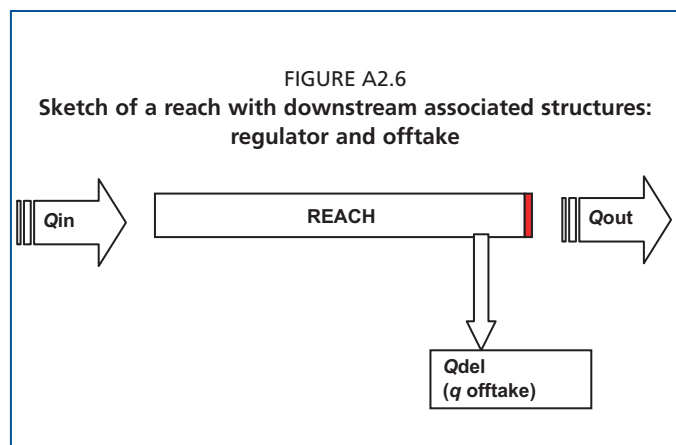 FIGURE A2.6
Sketch of a reach with downstream associated structures:
regulator and offtake
Qin
REACH
Qout
Qdel
(q offtake)